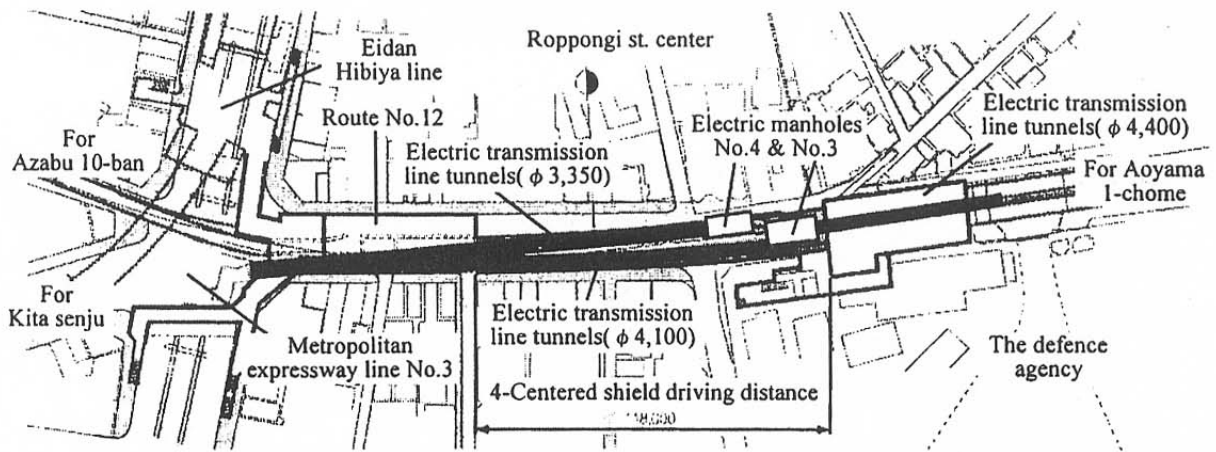 Eidan
Hibiya line
Roppongi st. center
For
Azabu 10-ban
Route No.12
Electric transmission
line tunnels( φ 3,350)
Electric manholes
No.4 & No.3
Electric transmission
line tunnels( φ 4,400)
For Aoyama
1-chome
For
Kita senju
Metropolitan
expressway line No.3
Electric transmission
line tunnels( φ 4,100)
4-Centered shield driving distance
The defence
agency